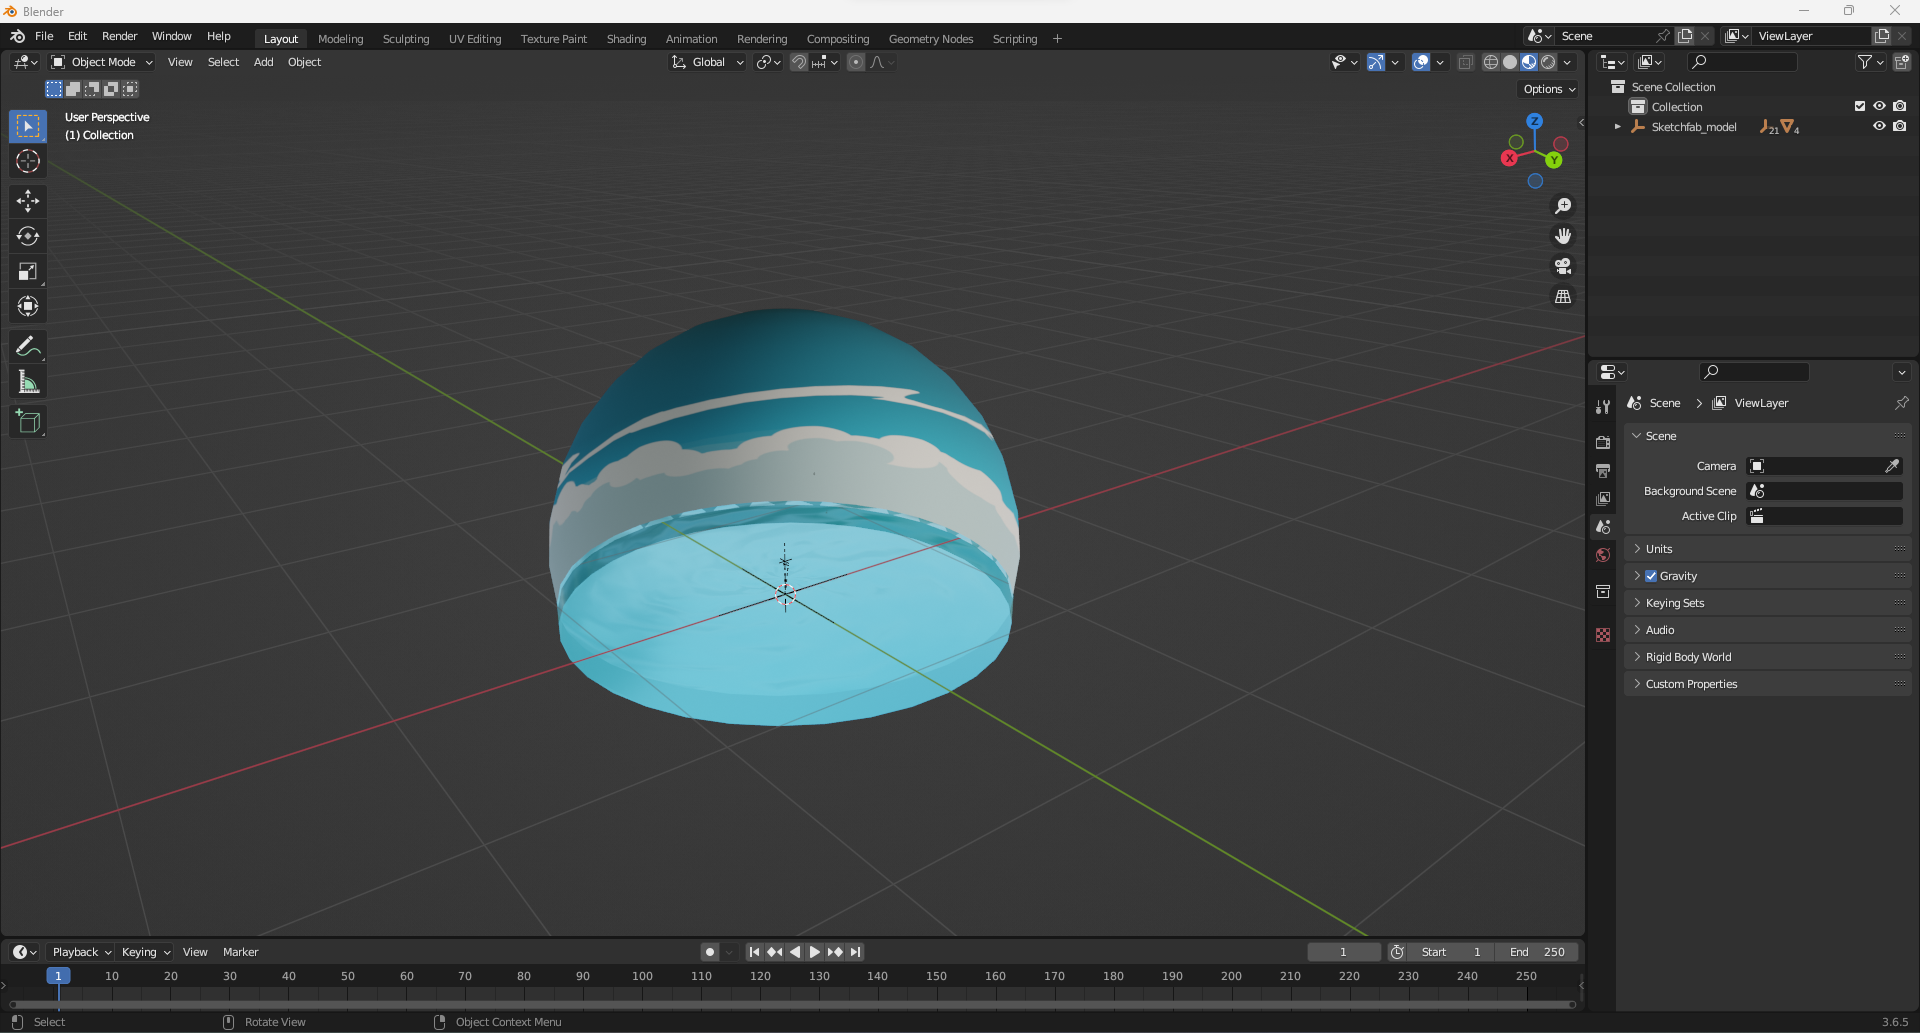 Blender
File Edit Render Window Help
Layout Modeling Sculpting UV Editing Texture Paint Shading Animation Rendering Compositing Geometry Nodes Scripting +
Scene
ViewLayer
Object Mode View Select Add Object
Global
Options
User Perspective
(1) Collection
Z
X
Y
Scene Collection
Collection
Sketchfab_model 21 4
Scene > ViewLayer
Scene
Camera
Background Scene
Active Clip
Units
Gravity
Keying Sets
Audio
Rigid Body World
Custom Properties
Playback Keying View Marker
1 Start 1 End 250
1 10 20 30 40 50 60 70 80 90 100 110 120 130 140 150 160 170 180 190 200 210 220 230 240 250
Select Rotate View Object Context Menu
3.6.5